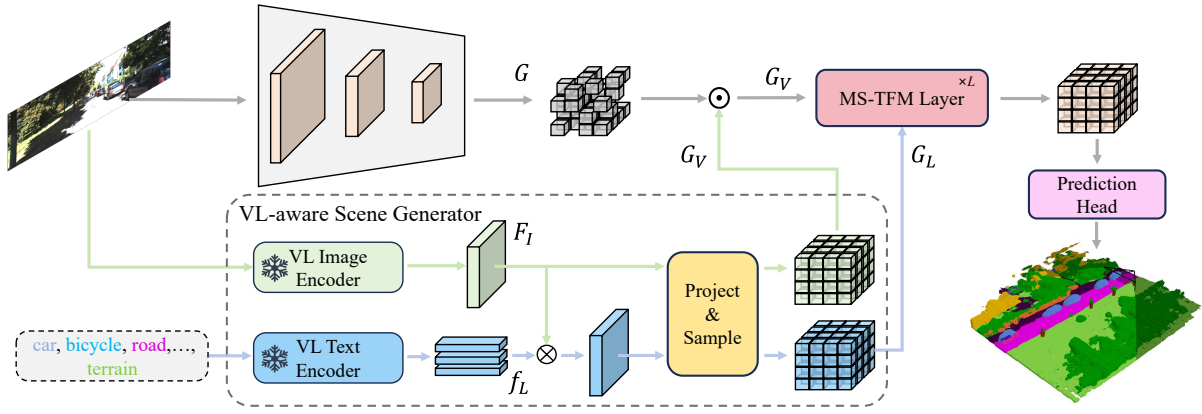 G
G_V
MS-TFM Layer ×L
G_V
G_L
Prediction
Head
VL-aware Scene Generator
F_I
VL Image
Encoder
Project
&
Sample
car, bicycle, road,...,
terrain
VL Text
Encoder
f_L